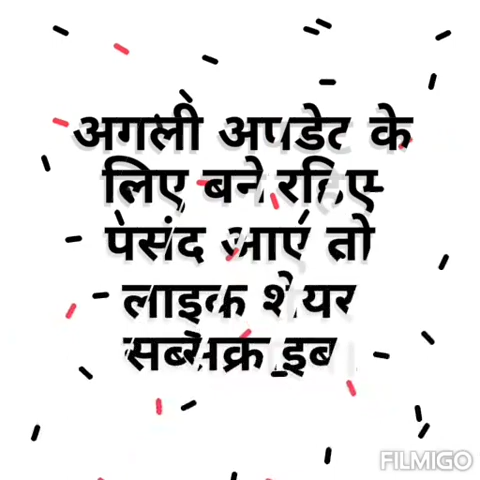 अगली अपडेट के
लिए बने रहिए
पसंद आए तो
लाइक शेयर
सब्सक्राइब
FILMIGO